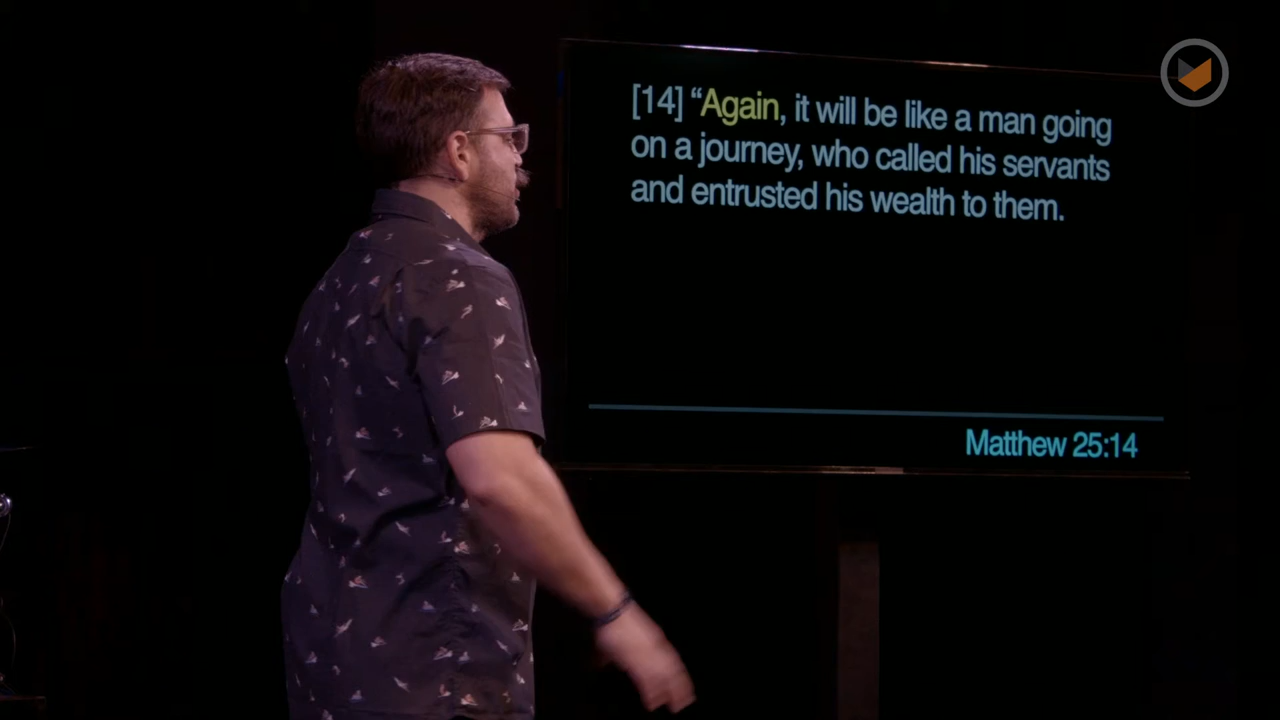 [14] “Again, it will be like a man going
on a journey, who called his servants
and entrusted his wealth to them.
Matthew 25:14